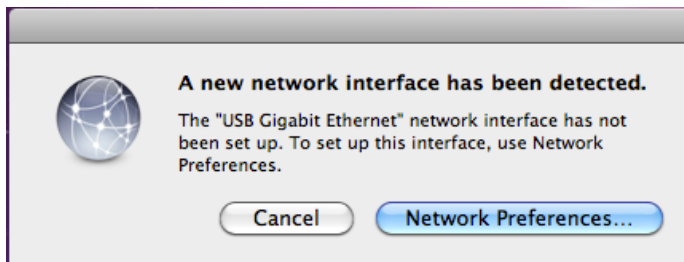 A new network interface has been detected.
The "USB Gigabit Ethernet" network interface has not
been set up. To set up this interface, use Network
Preferences.
Cancel
Network Preferences...